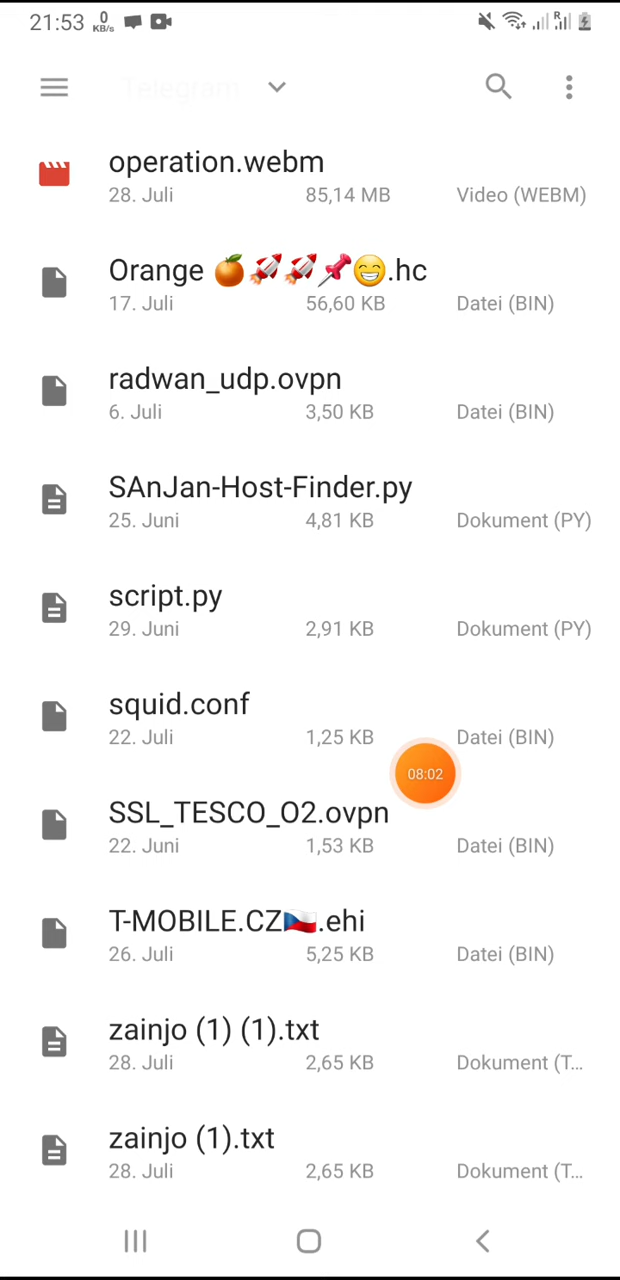 21:53 0 KB/s R
Telegram
operation.webm
28. Juli 85,14 MB Video (WEBM)
Orange 🍊🚀🚀📌😁.hc
17. Juli 56,60 KB Datei (BIN)
radwan_udp.ovpn
6. Juli 3,50 KB Datei (BIN)
SAnJan-Host-Finder.py
25. Juni 4,81 KB Dokument (PY)
script.py
29. Juni 2,91 KB Dokument (PY)
squid.conf
22. Juli 1,25 KB Datei (BIN)
08:02
SSL_TESCO_O2.ovpn
22. Juni 1,53 KB Datei (BIN)
T-MOBILE.CZ🇨🇿.ehi
26. Juli 5,25 KB Datei (BIN)
zainjo (1) (1).txt
28. Juli 2,65 KB Dokument (T...
zainjo (1).txt
28. Juli 2,65 KB Dokument (T...